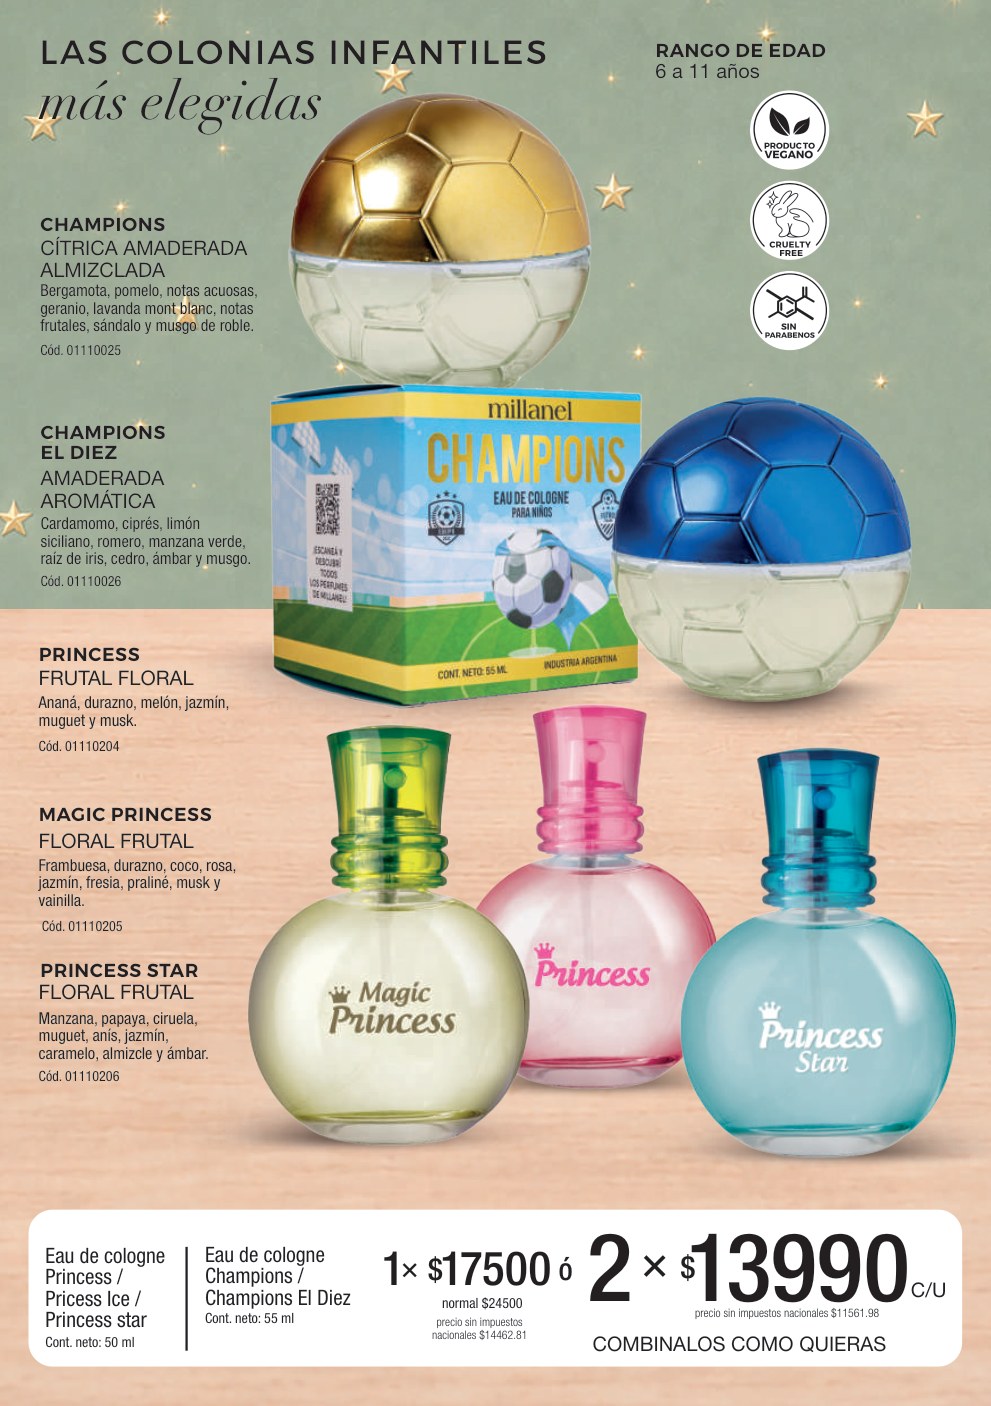 LAS COLONIAS INFANTILES
más elegidas
RANGO DE EDAD
6 a 11 años
PRODUCTO
VEGANO
CRUELTY
FREE
SIN
PARABENOS
CHAMPIONS
CÍTRICA AMADERADA
ALMIZCLADA
Bergamota, pomelo, notas acuosas,
geranio, lavanda mont blanc, notas
frutales, sándalo y musgo de roble.
Cód. 01110025
CHAMPIONS
EL DIEZ
AMADERADA
AROMÁTICA
Cardamomo, ciprés, limón
siciliano, romero, manzana verde,
raíz de iris, cedro, ámbar y musgo.
Cód. 01110026
millanel
CHAMPIONS
EAU DE COLOGNE
PARA NIÑOS
¡ESCANEÁ Y
DESCUBRÍ
TODOS
LOS PERFUMES
DE MILLANEL!
CONT. NETO: 55 ML
INDUSTRIA ARGENTINA
PRINCESS
FRUTAL FLORAL
Ananá, durazno, melón, jazmín,
muguet y musk.
Cód. 01110204
MAGIC PRINCESS
FLORAL FRUTAL
Frambuesa, durazno, coco, rosa,
jazmín, fresia, praliné, musk y
vainilla.
Cód. 01110205
PRINCESS STAR
FLORAL FRUTAL
Manzana, papaya, ciruela,
muguet, anís, jazmín,
caramelo, almizcle y ámbar.
Cód. 01110206
Magic
Princess
Princess
Princess
Star
Eau de cologne
Princess /
Pricess Ice /
Princess star
Cont. neto: 50 ml
Eau de cologne
Champions /
Champions El Diez
Cont. neto: 55 ml
1× $17500 ó
normal $24500
precio sin impuestos
nacionales $14462.81
2 × $13990 C/U
precio sin impuestos nacionales $11561.98
COMBINALOS COMO QUIERAS